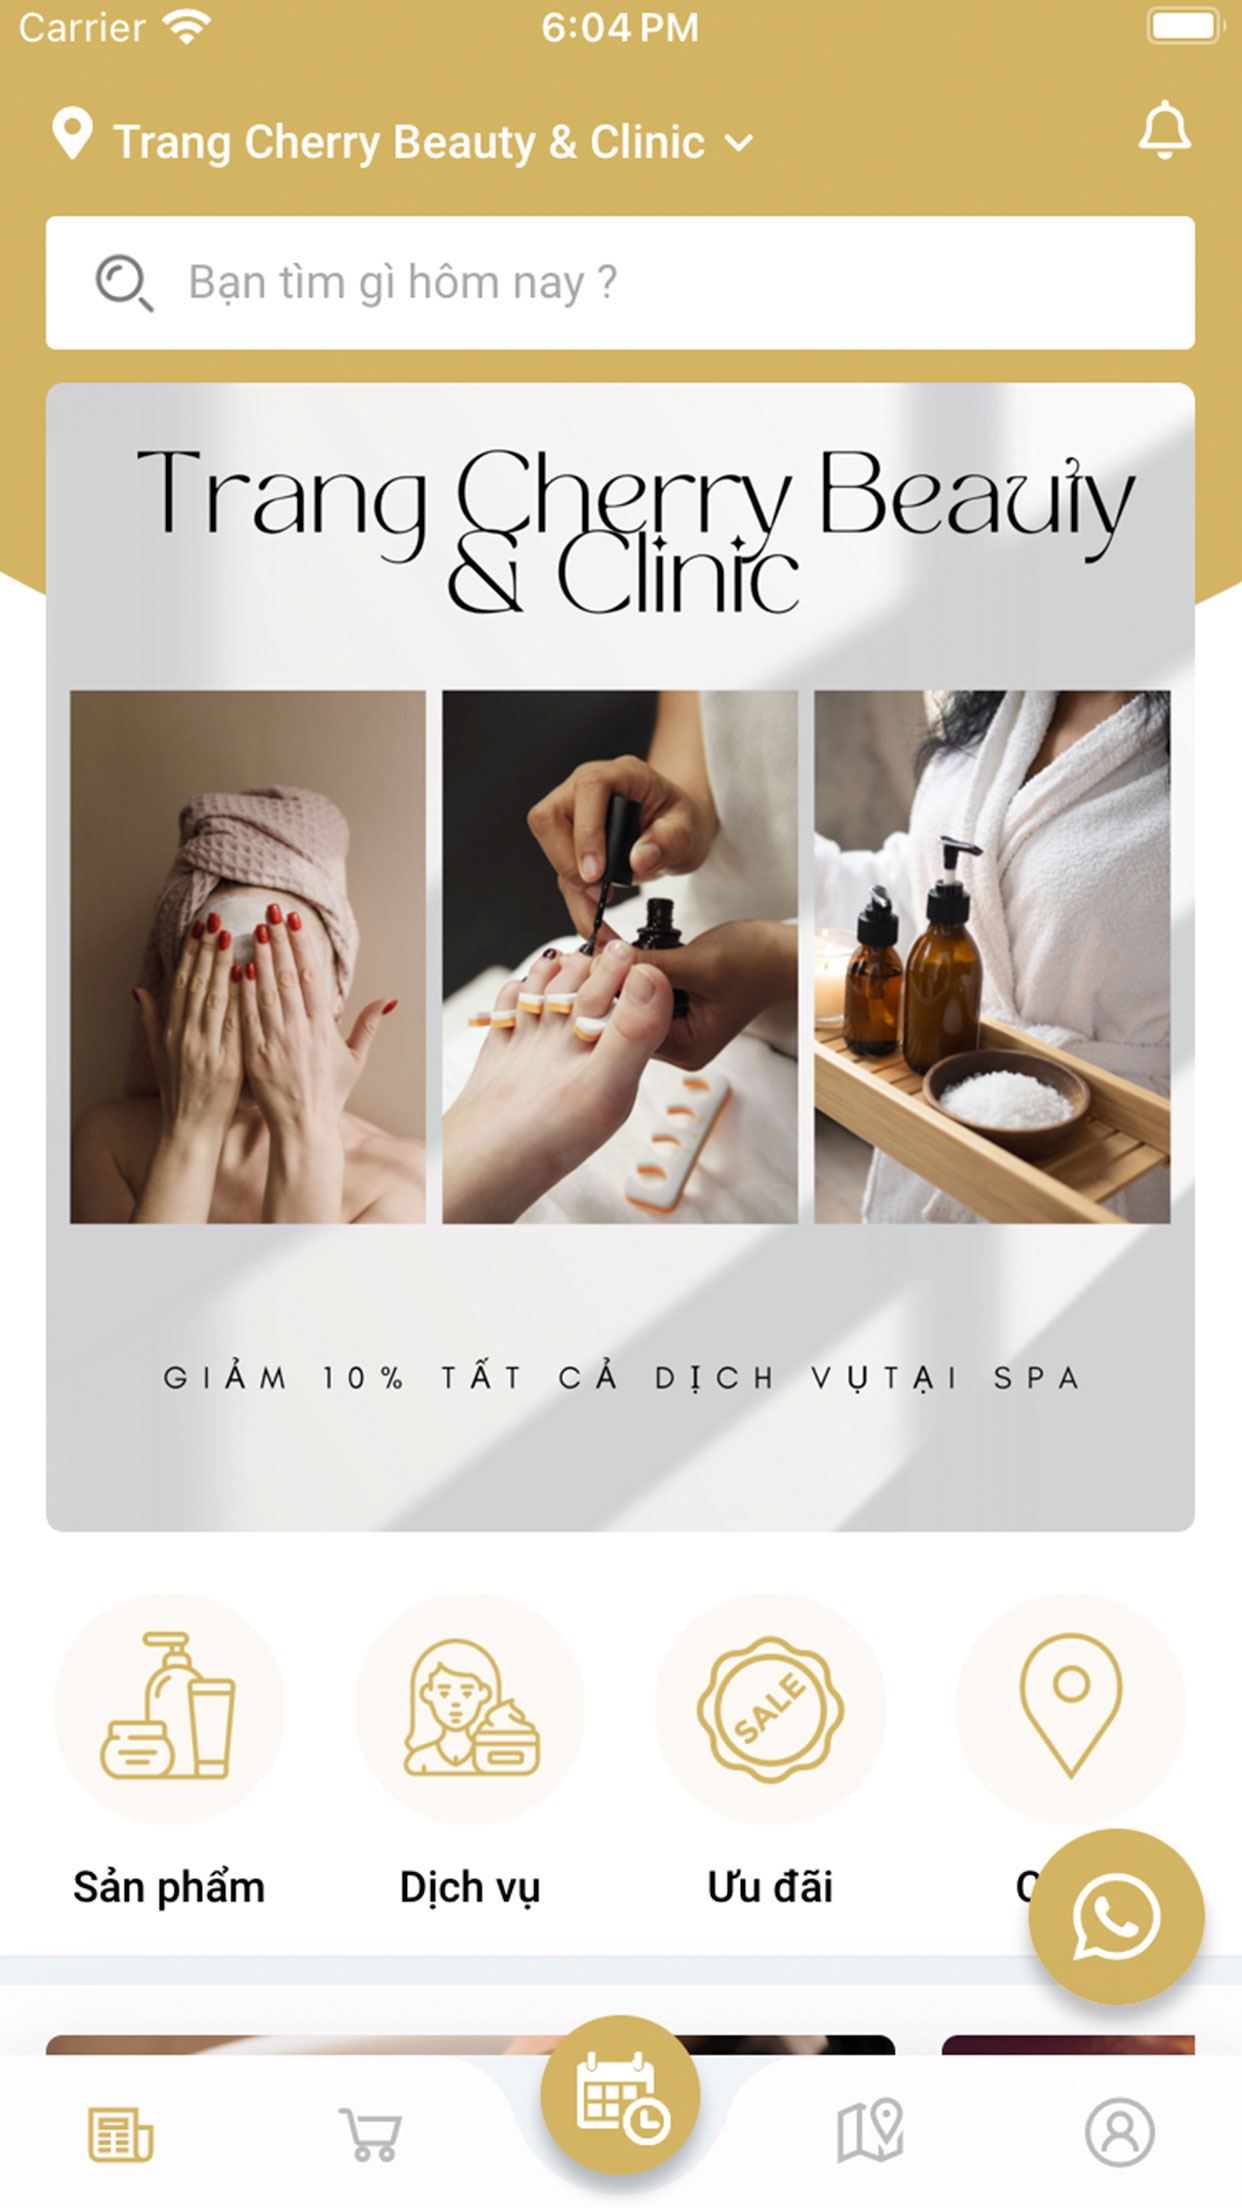 Carrier 6:04 PM
Trang Cherry Beauty & Clinic
Bạn tìm gì hôm nay ?
Trang Cherry Beauty
& Clinic
GIẢM 10% TẤT CẢ DỊCH VỤTẠI SPA
SALE
Sản phẩm Dịch vụ Ưu đãi